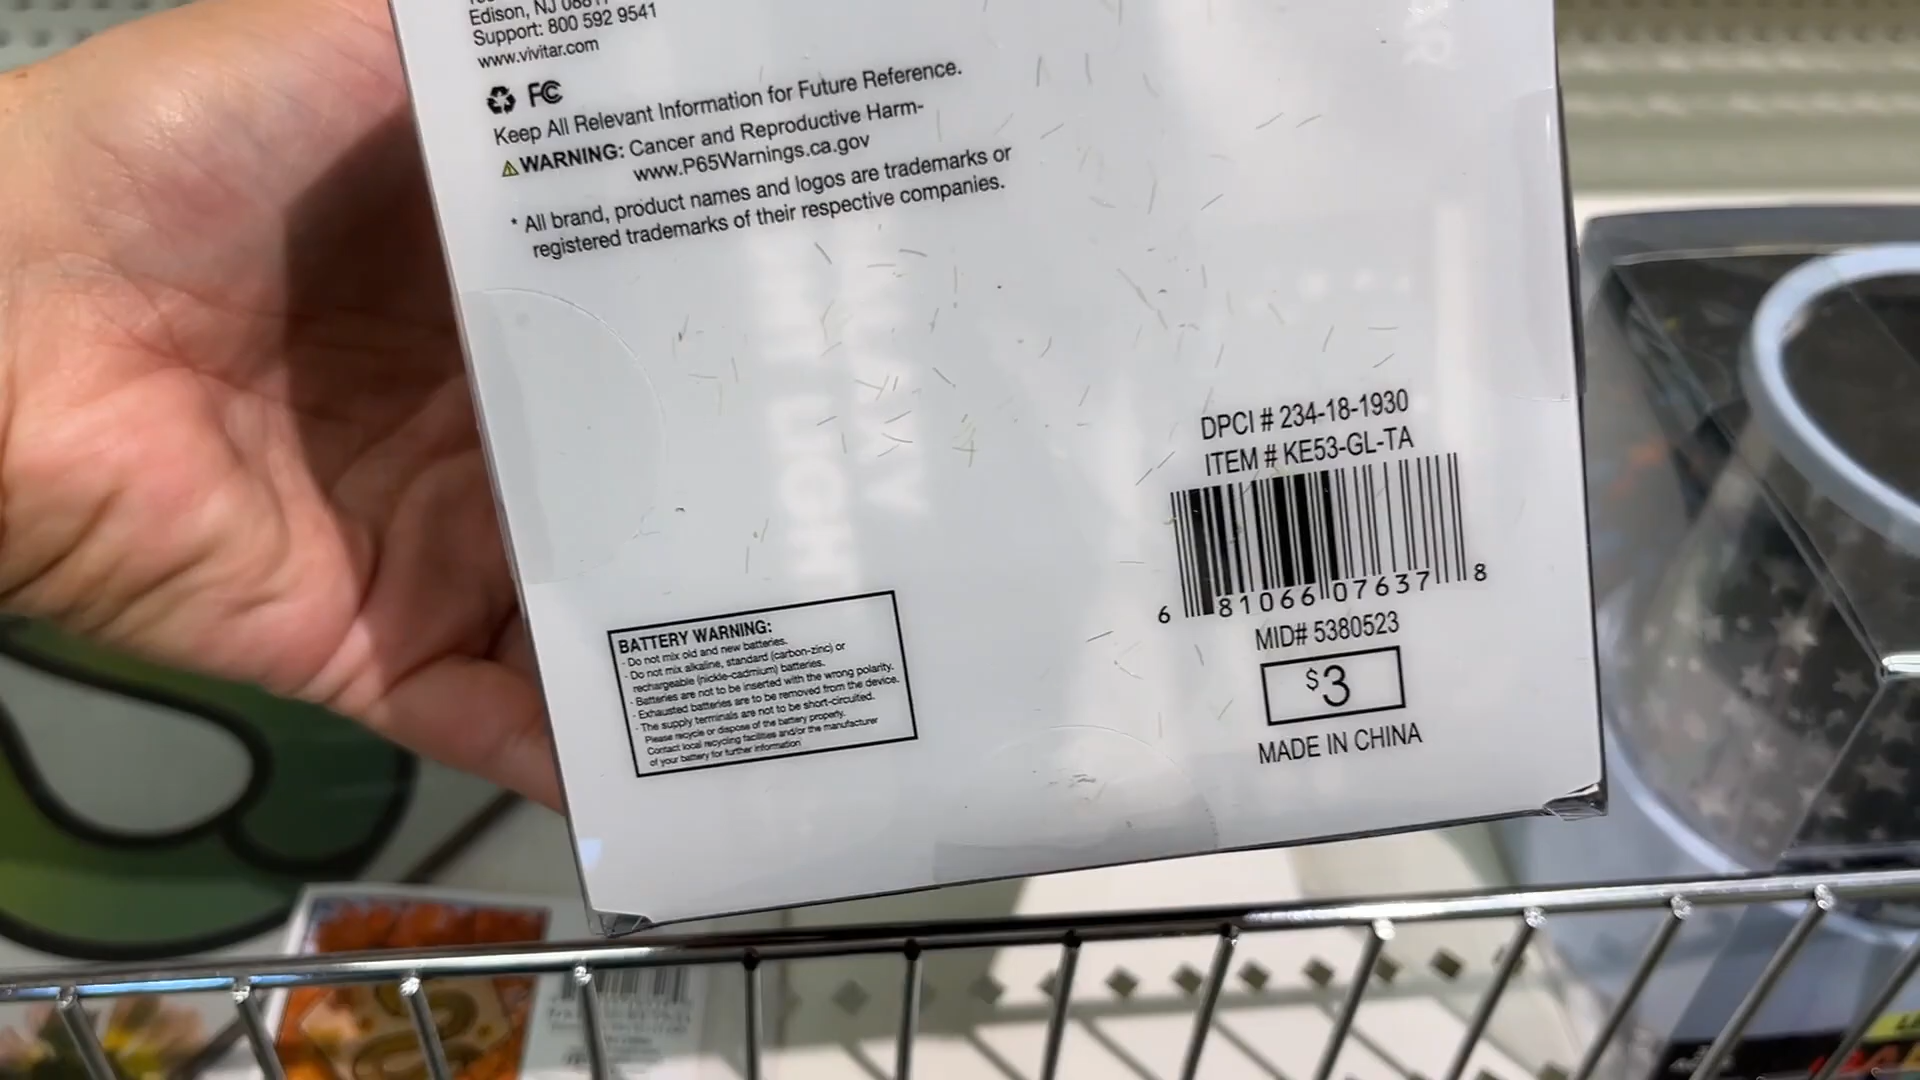 Edison, NJ
Support: 800 592 9541
www.vivitar.com
FC
Keep All Relevant Information for Future Reference.
WARNING: Cancer and Reproductive Harm-
www.P65Warnings.ca.gov
* All brand, product names and logos are trademarks or
registered trademarks of their respective companies.
DPCI # 234-18-1930
ITEM # KE53-GL-TA
6 81066 07637 8
MID# 5380523
$3
MADE IN CHINA
BATTERY WARNING:
- Do not mix old and new batteries.
- Do not mix alkaline, standard (carbon-zinc) or
rechargeable (nickle-cadmium) batteries.
- Batteries are not to be inserted with the wrong polarity.
- Exhausted batteries are to be removed from the device.
- The supply terminals are not to be short-circuited.
Please recycle or dispose of the battery properly.
Contact local recycling facilities and/or the manufacturer
of your battery for further information